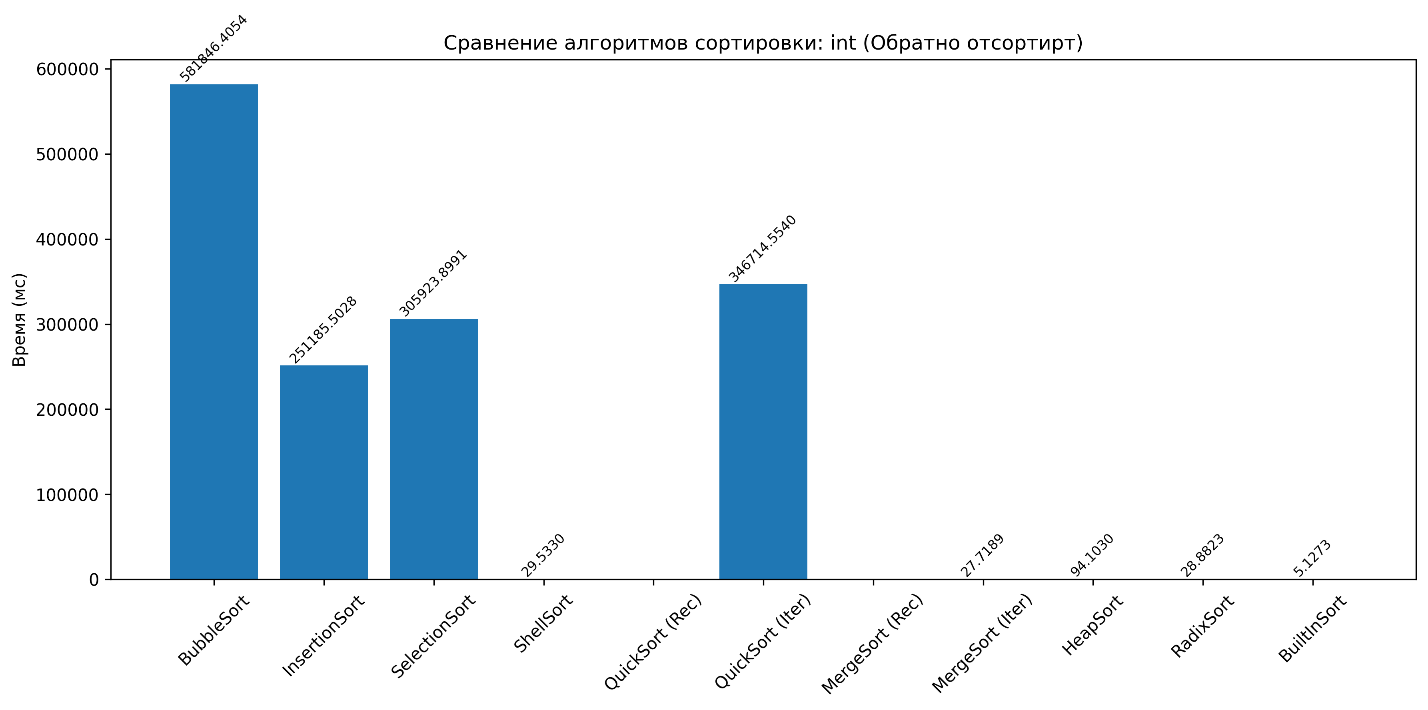 Сравнение алгоритмов сортировки: int (Обратно отсортирт)
Время (мс)
600000
500000
400000
300000
200000
100000
0
581846.4054
251185.5028
305923.8991
29.5330
346714.5540
27.7189
94.1030
28.8823
5.1273
BubbleSort
InsertionSort
SelectionSort
ShellSort
QuickSort (Rec)
QuickSort (Iter)
MergeSort (Rec)
MergeSort (Iter)
HeapSort
RadixSort
BuiltInSort